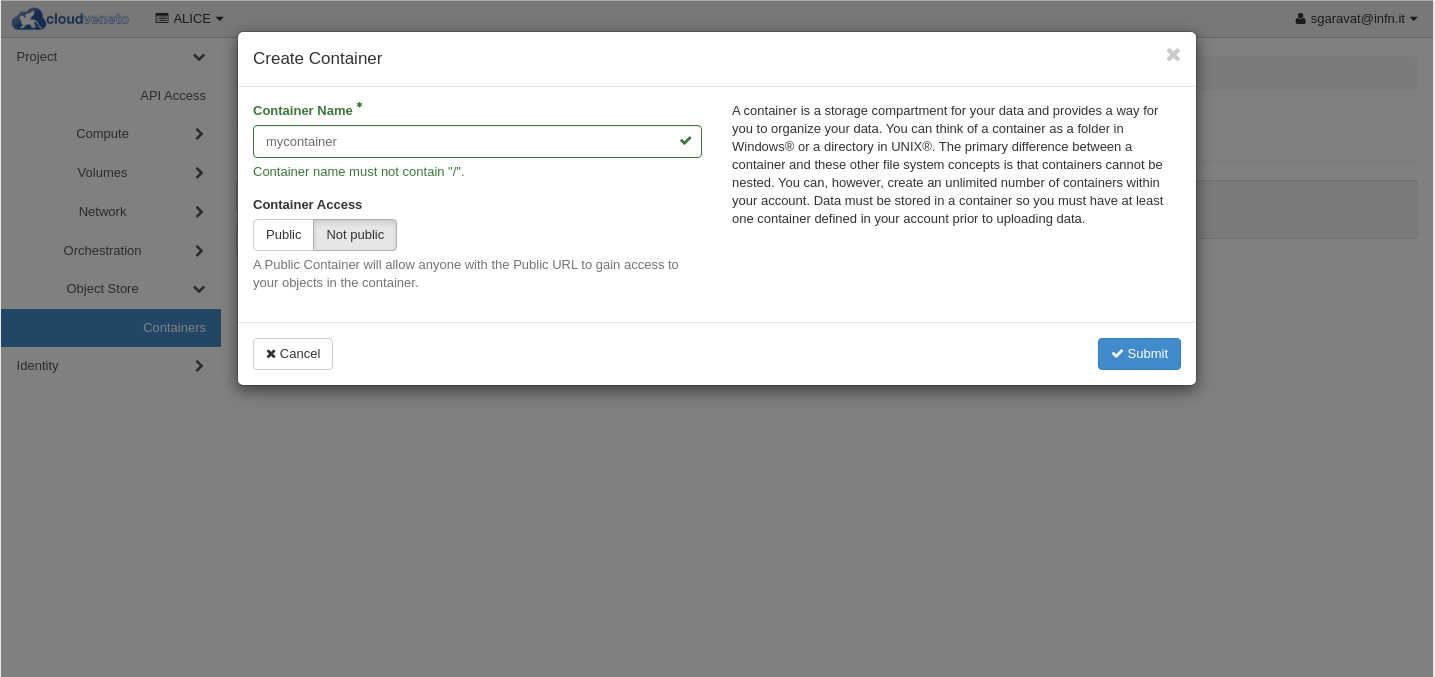 cloudveneto
ALICE
sgaravat@infn.it
Project
API Access
Compute
Volumes
Network
Orchestration
Object Store
Containers
Identity
Create Container
Container Name *
mycontainer
Container name must not contain "/".
Container Access
Public
Not public
A Public Container will allow anyone with the Public URL to gain access to
your objects in the container.
A container is a storage compartment for your data and provides a way for
you to organize your data. You can think of a container as a folder in
Windows® or a directory in UNIX®. The primary difference between a
container and these other file system concepts is that containers cannot be
nested. You can, however, create an unlimited number of containers within
your account. Data must be stored in a container so you must have at least
one container defined in your account prior to uploading data.
Cancel
Submit